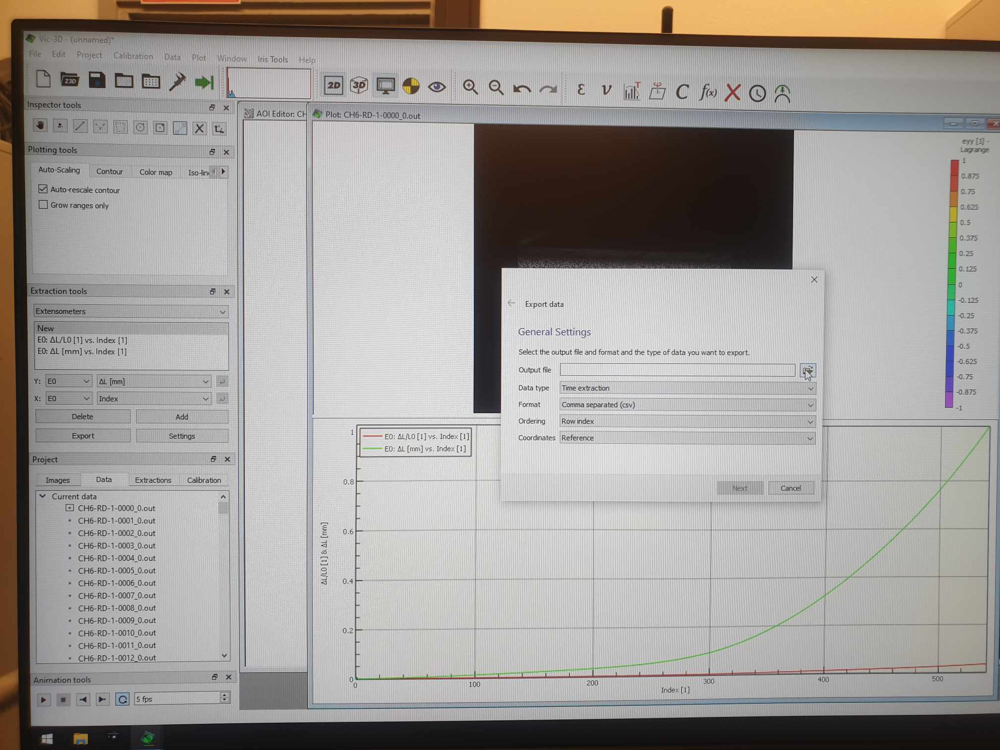 Vic-3D - (unnamed)*
File Edit Project Calibration Data Plot Window Iris Tools Help
Z3D 2D 3D ε ν C f(x)
Inspector tools
Plotting tools
Auto-Scaling Contour Color map Iso-lin
Auto-rescale contour
Grow ranges only
Extraction tools
Extensometers
New
E0: ΔL/L0 [1] vs. Index [1]
E0: ΔL [mm] vs. Index [1]
Y: E0 ΔL [mm]
X: E0 Index
Delete Add
Export Settings
Project
Images Data Extractions Calibration
Current data
CH6-RD-1-0000_0.out
CH6-RD-1-0001_0.out
CH6-RD-1-0002_0.out
CH6-RD-1-0003_0.out
CH6-RD-1-0004_0.out
CH6-RD-1-0005_0.out
CH6-RD-1-0006_0.out
CH6-RD-1-0007_0.out
CH6-RD-1-0008_0.out
CH6-RD-1-0009_0.out
CH6-RD-1-0010_0.out
CH6-RD-1-0011_0.out
CH6-RD-1-0012_0.out
Animation tools
5 fps
AOI Editor: CH
Plot: CH6-RD-1-0000_0.out
eyy [1] -
Lagrange
1
0.875
0.75
0.625
0.5
0.375
0.25
0.125
0
-0.125
-0.25
-0.375
-0.5
-0.625
-0.75
-0.875
-1
Export data
General Settings
Select the output file and format and the type of data you want to export.
Output file
Data type Time extraction
Format Comma separated (csv)
Ordering Row index
Coordinates Reference
Next Cancel
E0: ΔL/L0 [1] vs. Index [1]
E0: ΔL [mm] vs. Index [1]
ΔL/L0 [1] & ΔL [mm]
1
0.8
0.6
0.4
0.2
0
0 100 200 300 400 500
Index [1]